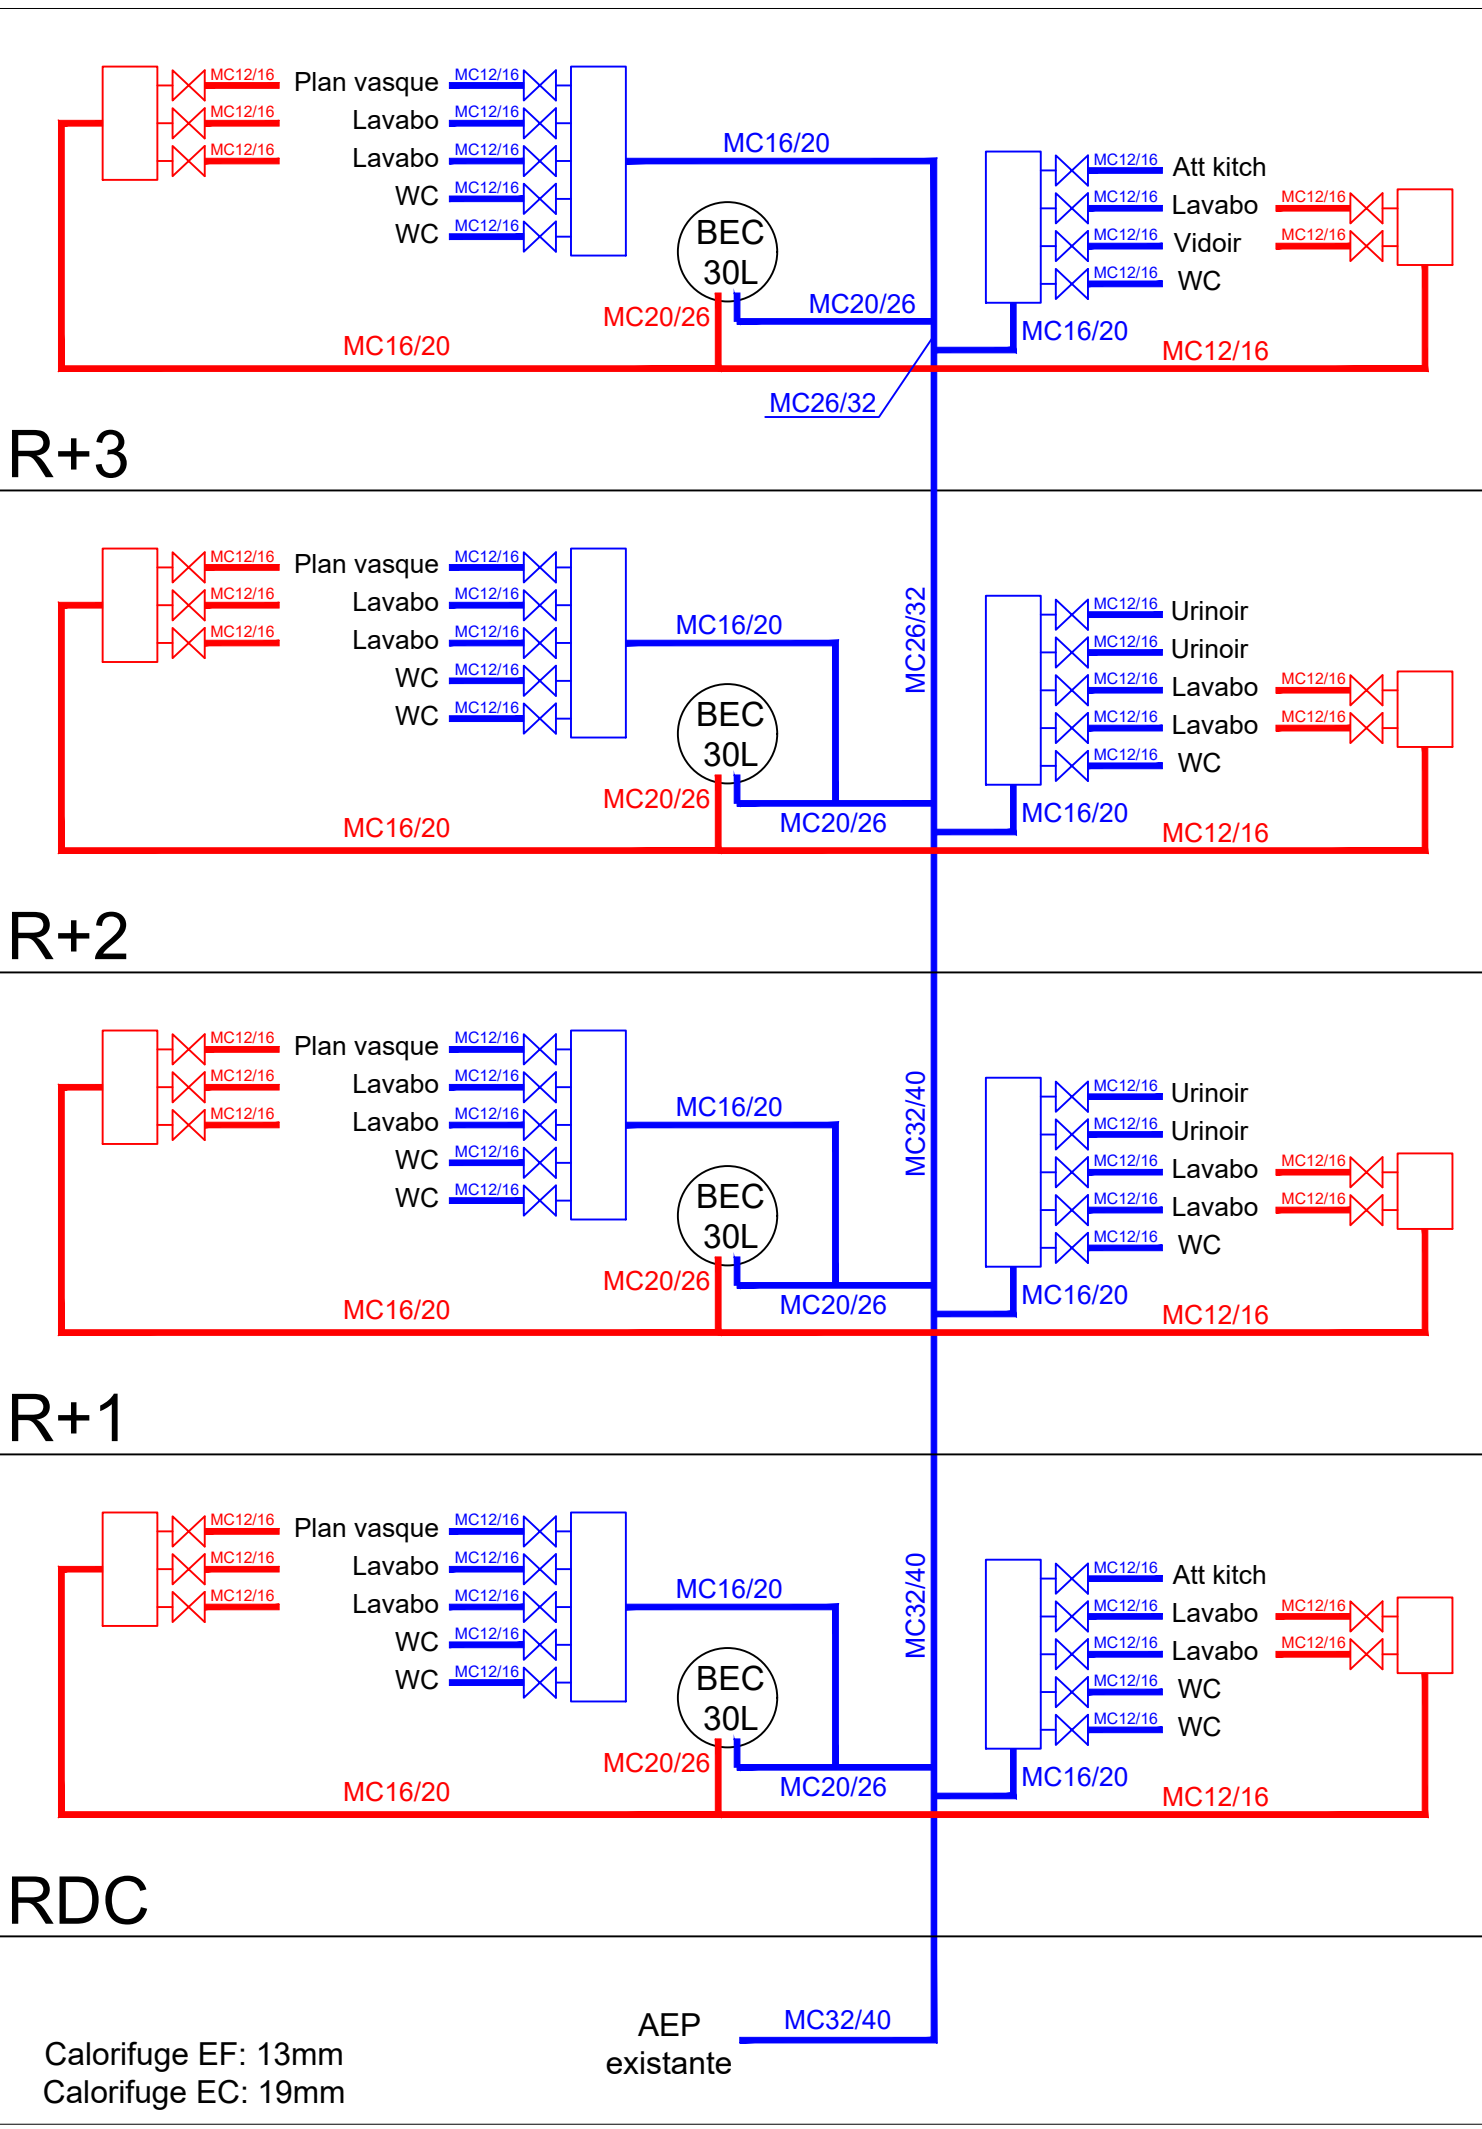 MC12/16 Plan vasque MC12/16
MC12/16 Lavabo MC12/16
MC12/16 Lavabo MC12/16
WC MC12/16
WC MC12/16
MC16/20
BEC
30L
MC20/26
MC20/26
MC16/20
MC12/16 Att kitch
MC12/16 Lavabo MC12/16
MC12/16 Vidoir MC12/16
MC12/16 WC
MC16/20
MC12/16
MC26/32
R+3
MC12/16 Plan vasque MC12/16
MC12/16 Lavabo MC12/16
MC12/16 Lavabo MC12/16
WC MC12/16
WC MC12/16
MC16/20
BEC
30L
MC20/26
MC20/26
MC16/20
MC26/32
MC12/16 Urinoir
MC12/16 Urinoir
MC12/16 Lavabo MC12/16
MC12/16 Lavabo MC12/16
MC12/16 WC
MC16/20
MC12/16
R+2
MC12/16 Plan vasque MC12/16
MC12/16 Lavabo MC12/16
MC12/16 Lavabo MC12/16
WC MC12/16
WC MC12/16
MC16/20
BEC
30L
MC20/26
MC20/26
MC16/20
MC32/40
MC12/16 Urinoir
MC12/16 Urinoir
MC12/16 Lavabo MC12/16
MC12/16 Lavabo MC12/16
MC12/16 WC
MC16/20
MC12/16
R+1
MC12/16 Plan vasque MC12/16
MC12/16 Lavabo MC12/16
MC12/16 Lavabo MC12/16
WC MC12/16
WC MC12/16
MC16/20
BEC
30L
MC20/26
MC20/26
MC16/20
MC32/40
MC12/16 Att kitch
MC12/16 Lavabo MC12/16
MC12/16 Lavabo MC12/16
MC12/16 WC
MC12/16 WC
MC16/20
MC12/16
RDC
AEP
existante
MC32/40
Calorifuge EF: 13mm
Calorifuge EC: 19mm